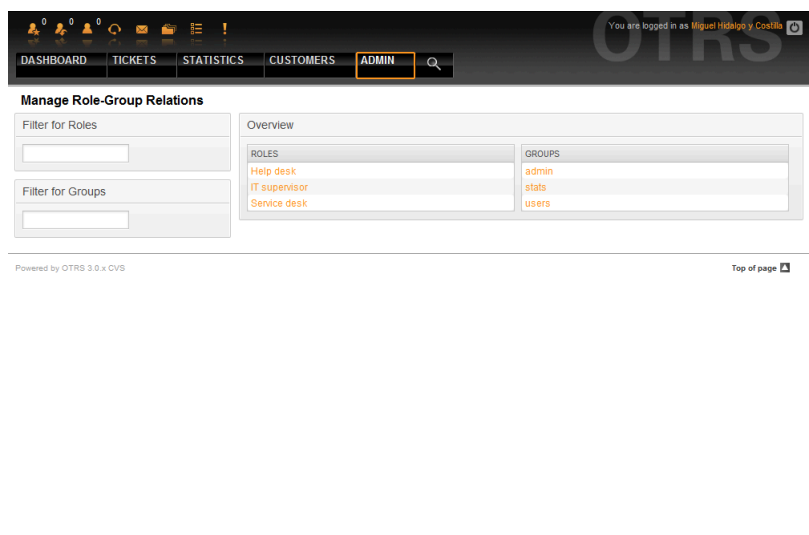 0 0 0
You are logged in as Miguel Hidalgo y Costilla
OTRS
DASHBOARD TICKETS STATISTICS CUSTOMERS ADMIN
Manage Role-Group Relations
Filter for Roles
Overview
ROLES GROUPS
Help desk admin
IT supervisor stats
Service desk users
Filter for Groups
Powered by OTRS 3.0.x CVS
Top of page